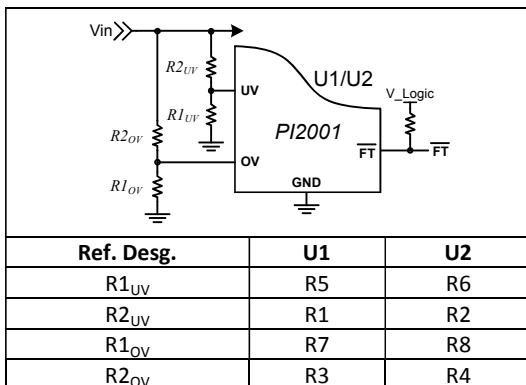 Vin
R2UV
U1/U2
UV
V_Logic
R1UV
R2OV
PI2001
FT
FT
OV
R1OV
GND
Ref. Desg. U1 U2
R1UV R5 R6
R2UV R1 R2
R1OV R7 R8
R2OV R3 R4